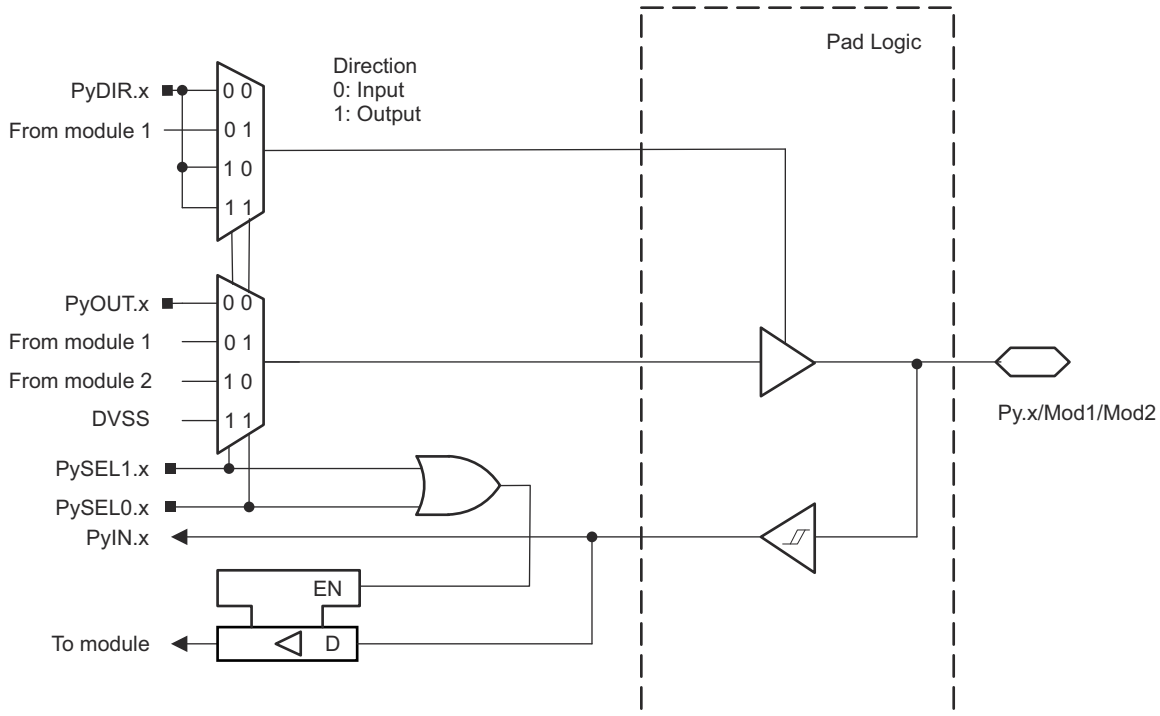 Pad Logic
Direction
0: Input
1: Output
PyDIR.x
0 0
From module 1
0 1
1 0
1 1
PyOUT.x
0 0
From module 1
0 1
From module 2
1 0
DVSS
1 1
Py.x/Mod1/Mod2
PySEL1.x
PySEL0.x
PyIN.x
EN
To module
D